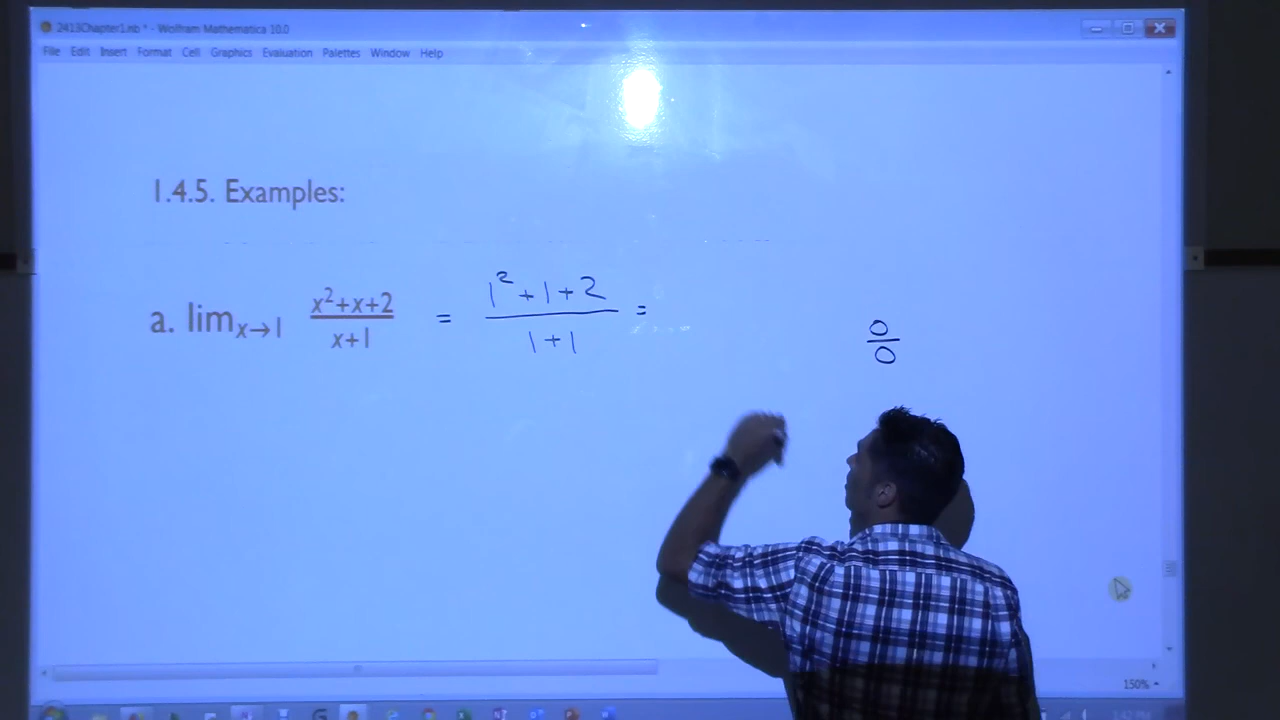 2413Chapter1.nb * - Wolfram Mathematica 10.0
File Edit Insert Format Cell Graphics Evaluation Palettes Window Help
1.4.5. Examples:
a. lim x→1 (x²+x+2)/(x+1) = (1²+1+2)/(1+1) =
0/0
150%